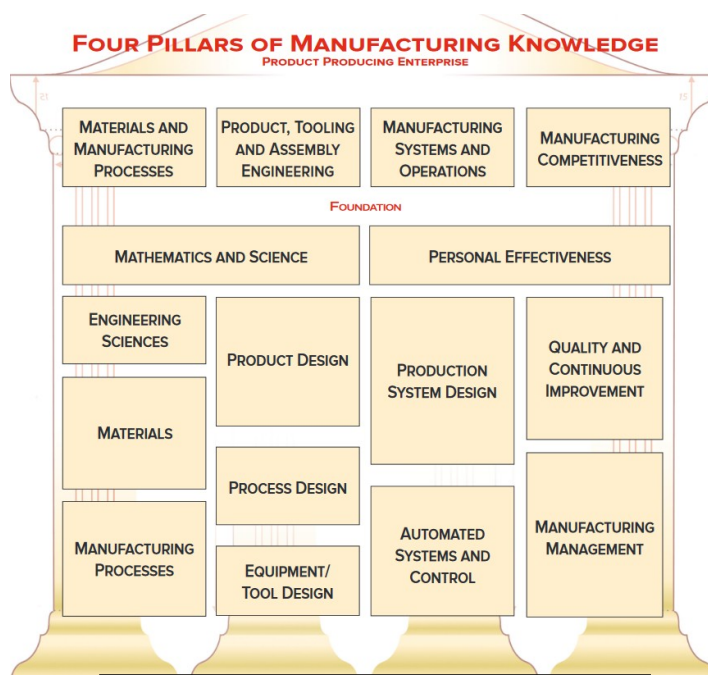 Four Pillars of Manufacturing Knowledge
Product Producing Enterprise
Materials and
Manufacturing
Processes
Product, Tooling
and Assembly
Engineering
Manufacturing
Systems and
Operations
Manufacturing
Competitiveness
Foundation
Mathematics and Science
Personal Effectiveness
Engineering
Sciences
Materials
Manufacturing
Processes
Product Design
Process Design
Equipment/
Tool Design
Production
System Design
Automated
Systems and
Control
Quality and
Continuous
Improvement
Manufacturing
Management